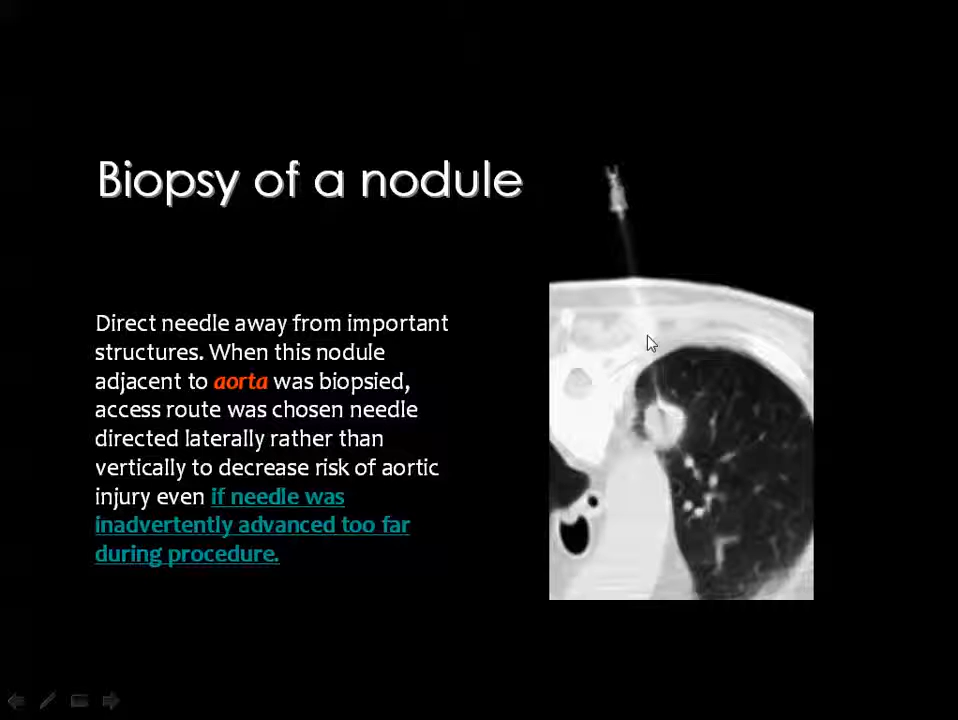 Biopsy of a nodule
Direct needle away from important
structures. When this nodule
adjacent to aorta was biopsied,
access route was chosen needle
directed laterally rather than
vertically to decrease risk of aortic
injury even if needle was
inadvertently advanced too far
during procedure.